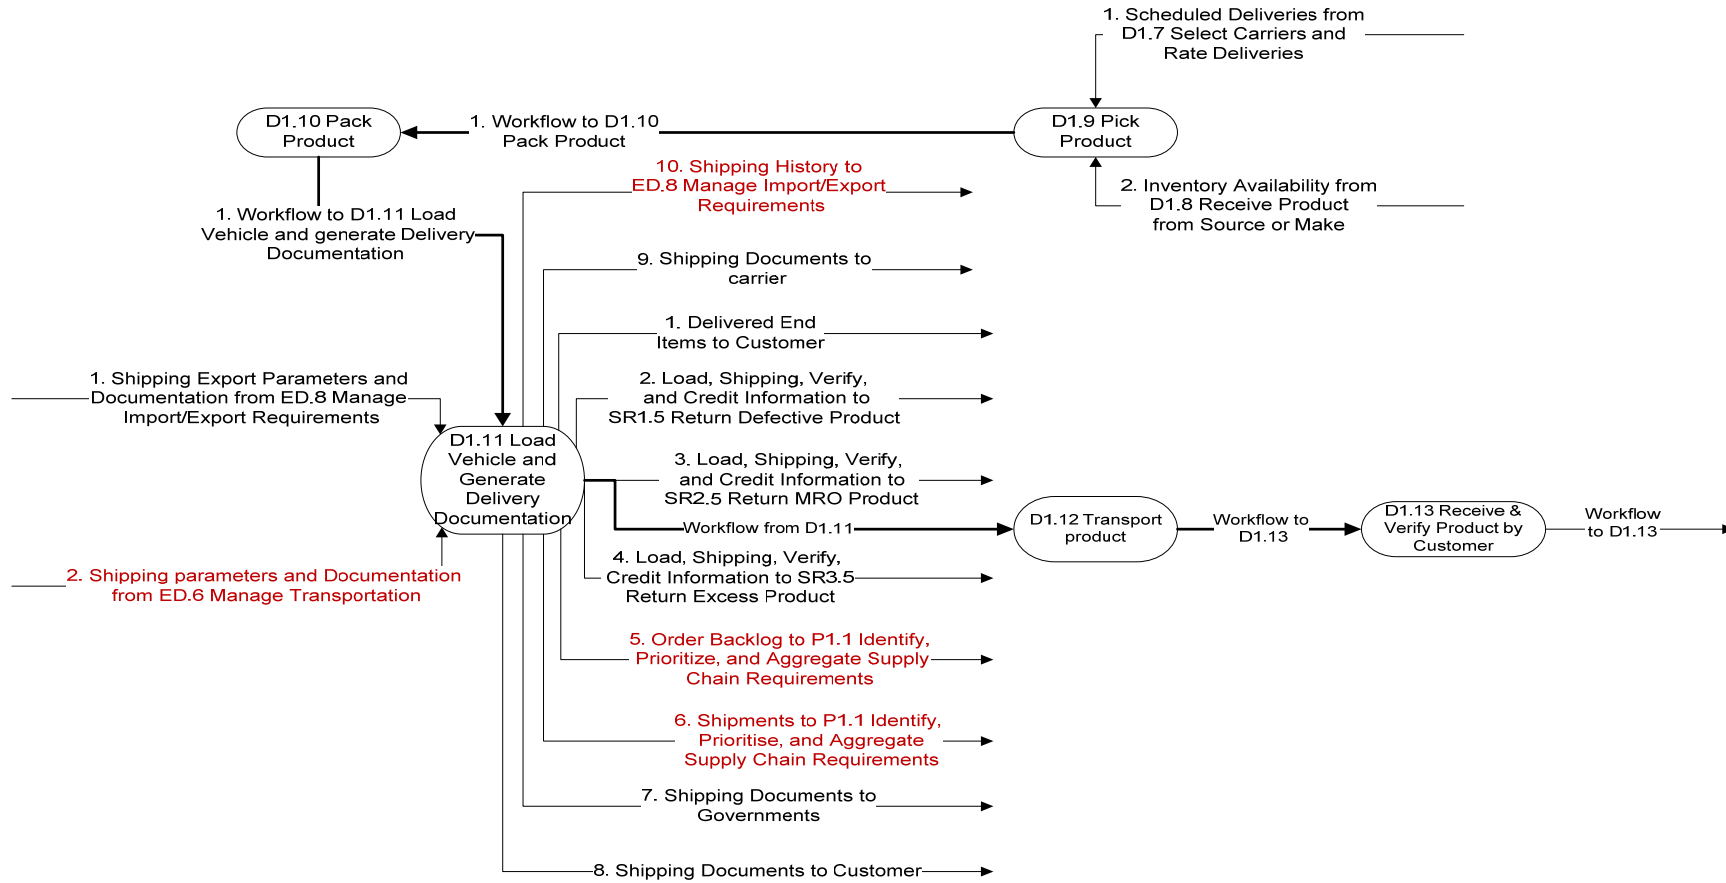 1. Scheduled Deliveries from
D1.7 Select Carriers and
Rate Deliveries
D1.10 Pack
Product
1. Workflow to D1.10
Pack Product
D1.9 Pick
Product
10. Shipping History to
ED.8 Manage Import/Export
Requirements
2. Inventory Availability from
D1.8 Receive Product
from Source or Make
1. Workflow to D1.11 Load
Vehicle and generate Delivery
Documentation
9. Shipping Documents to
carrier
1. Delivered End
Items to Customer
1. Shipping Export Parameters and
Documentation from ED.8 Manage
Import/Export Requirements
2. Load, Shipping, Verify,
and Credit Information to
SR1.5 Return Defective Product
D1.11 Load
Vehicle and
Generate
Delivery
Documentation
3. Load, Shipping, Verify,
and Credit Information to
SR2.5 Return MRO Product
Workflow from D1.11
D1.12 Transport
product
Workflow to
D1.13
D1.13 Receive &
Verify Product by
Customer
Workflow
to D1.13
4. Load, Shipping, Verify,
Credit Information to SR3.5
Return Excess Product
2. Shipping parameters and Documentation
from ED.6 Manage Transportation
5. Order Backlog to P1.1 Identify,
Prioritize, and Aggregate Supply
Chain Requirements
6. Shipments to P1.1 Identify,
Prioritise, and Aggregate
Supply Chain Requirements
7. Shipping Documents to
Governments
8. Shipping Documents to Customer